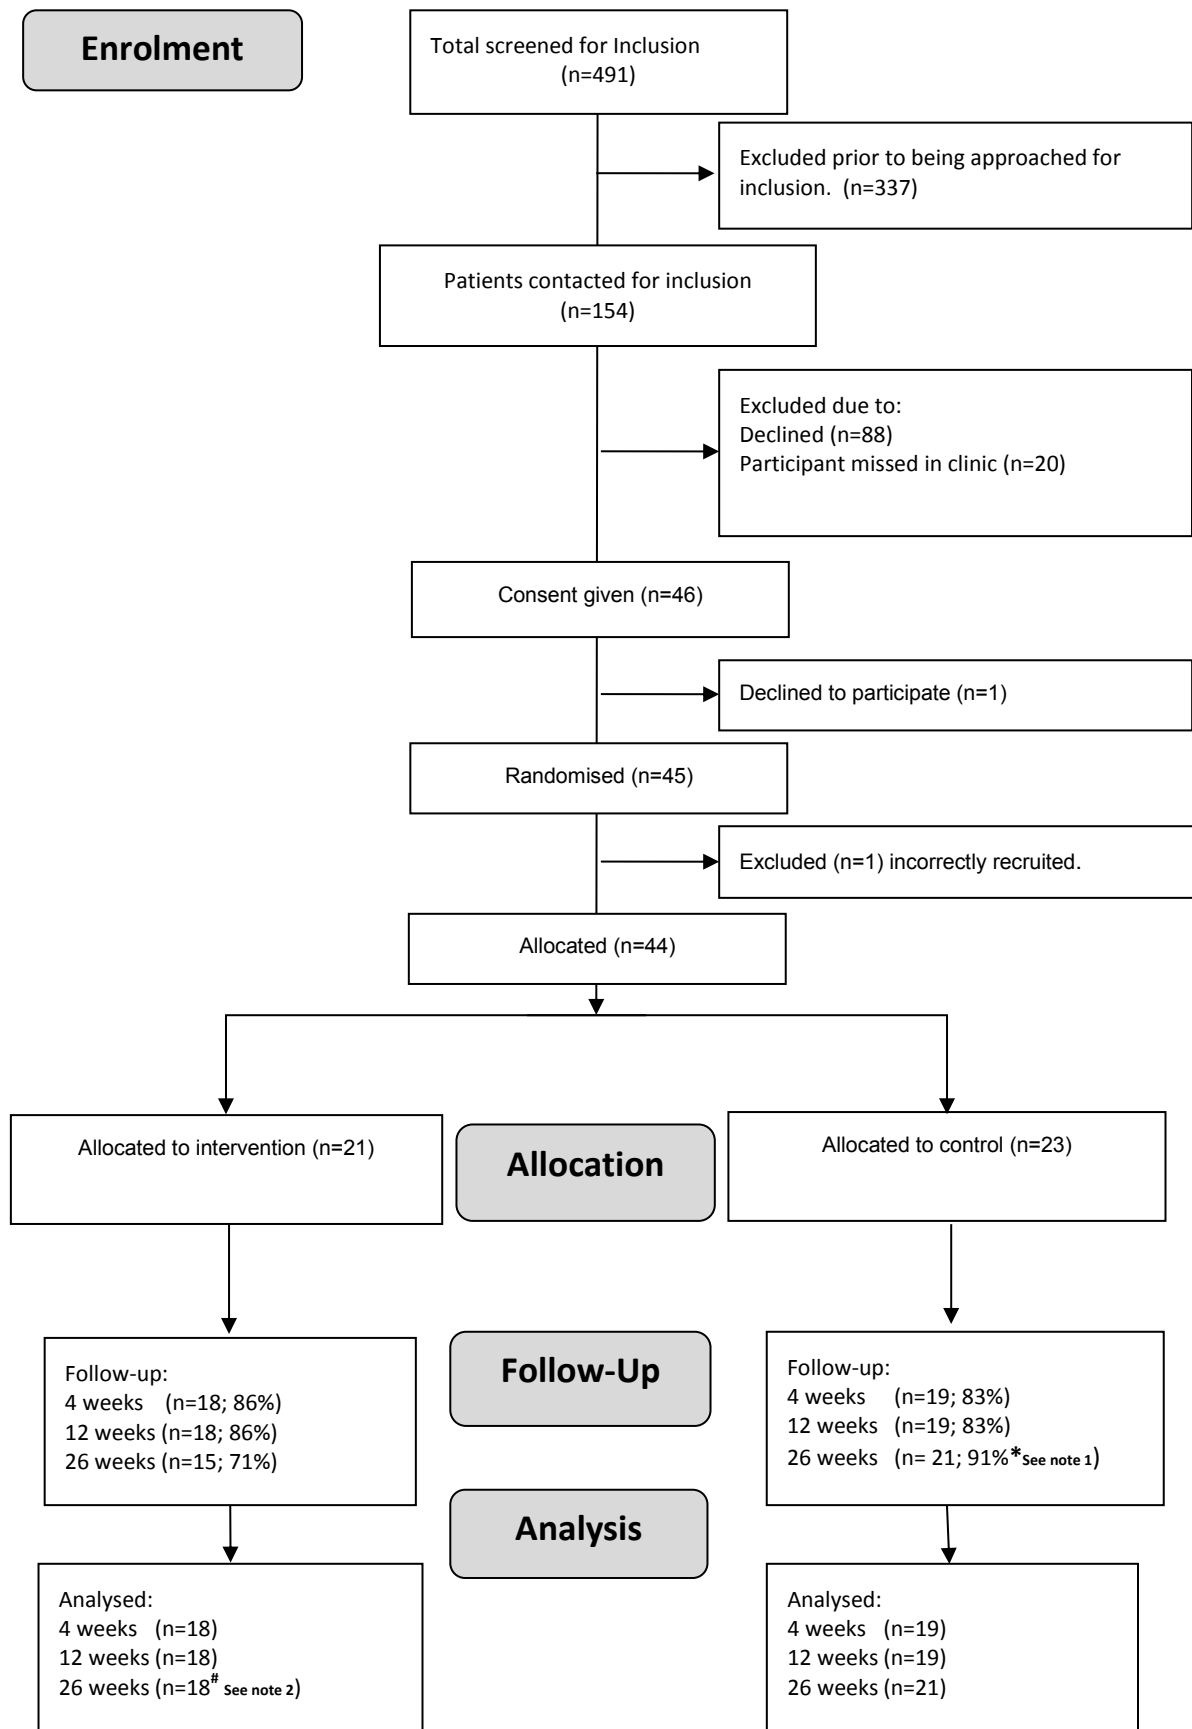 Enrolment
Total screened for Inclusion
(n=491)
Excluded prior to being approached for
inclusion.  (n=337)
Patients contacted for inclusion
(n=154)
Excluded due to:
Declined (n=88)
Participant missed in clinic (n=20)
Consent given (n=46)
Declined to participate (n=1)
Randomised (n=45)
Excluded (n=1) incorrectly recruited.
Allocated (n=44)
Allocated to intervention (n=21)
Allocation
Allocated to control (n=23)
Follow-up:
4 weeks    (n=18; 86%)
12 weeks (n=18; 86%)
26 weeks (n=15; 71%)
Follow-Up
Follow-up:
4 weeks    (n=19; 83%)
12 weeks  (n=19; 83%)
26 weeks  (n= 21; 91%*See note 1)
Analysis
Analysed:
4 weeks   (n=18)
12 weeks (n=18)
26 weeks (n=18# See note 2)
Analysed:
4 weeks   (n=19)
12 weeks  (n=19)
26 weeks  (n=21)